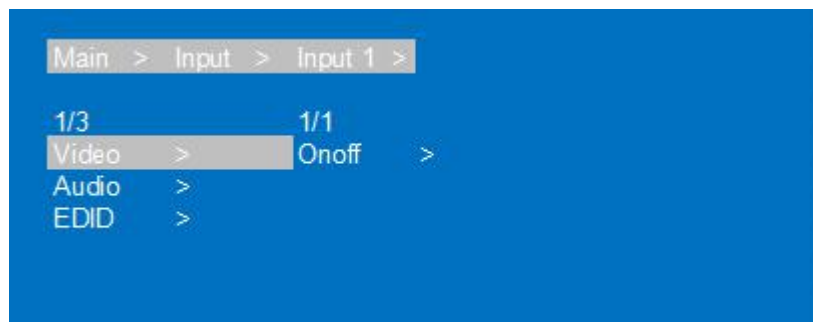 Main > Input > Input 1 >
1/3 1/1
Video > Onoff >
Audio >
EDID >